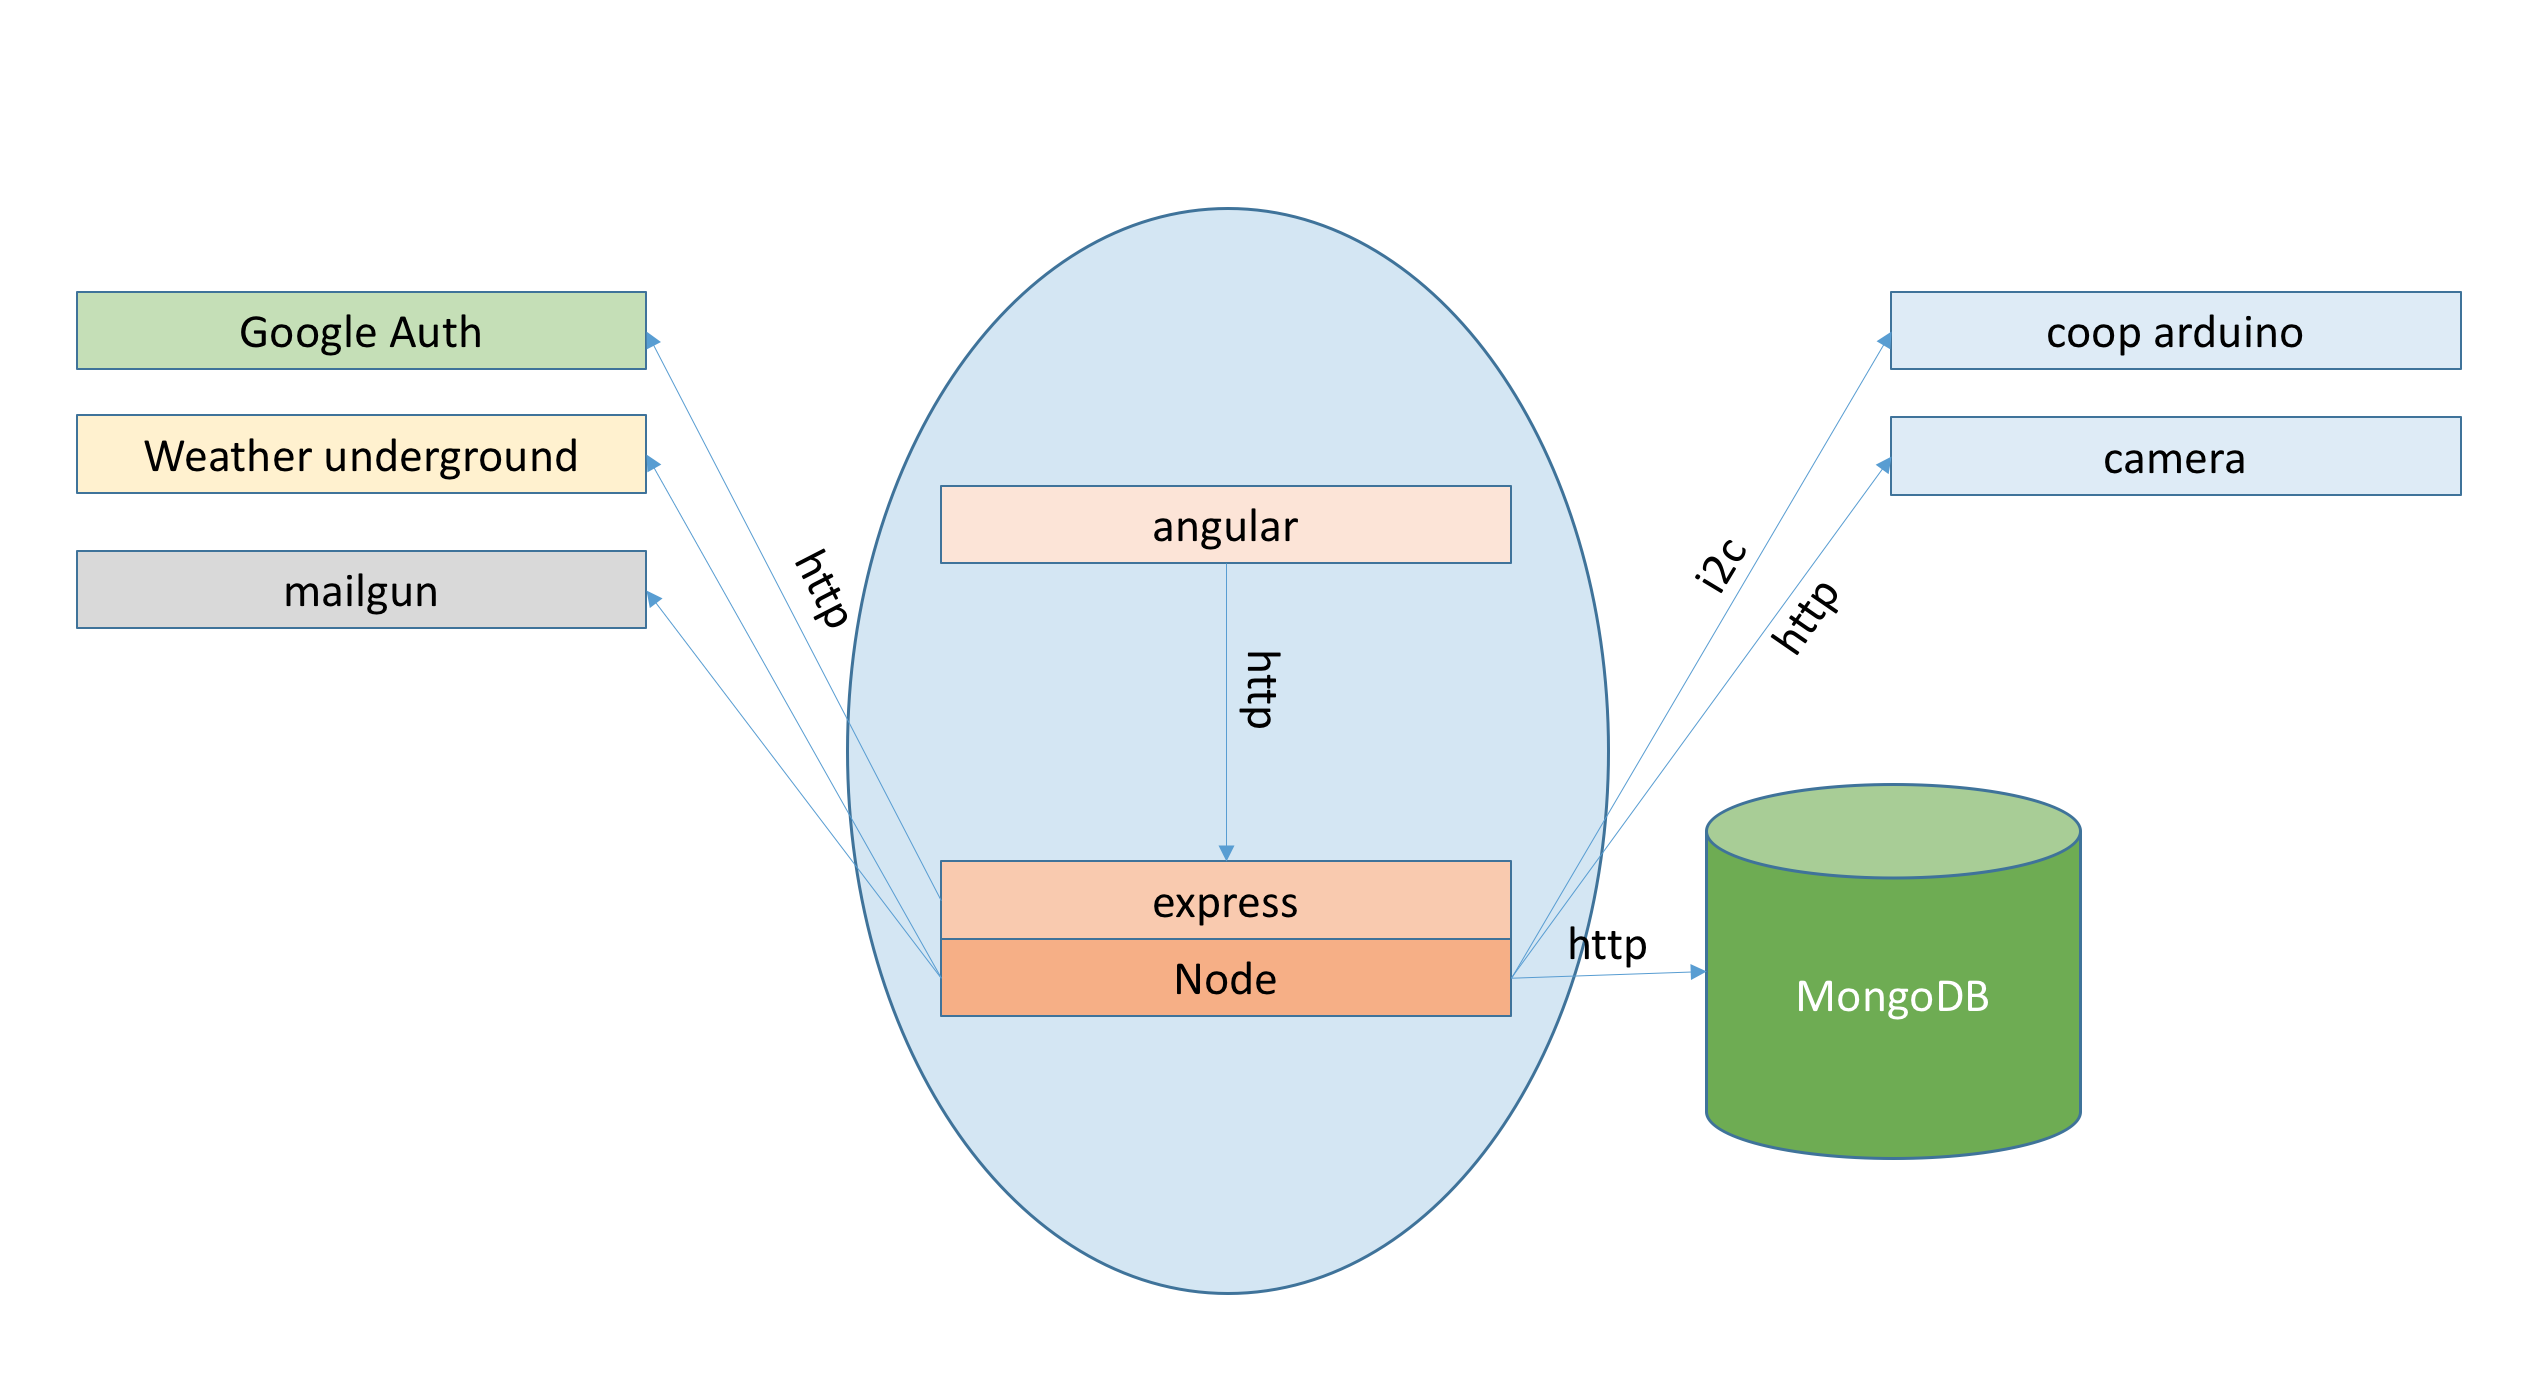 Google Auth
Weather underground
mailgun
http
angular
http
express
Node
i2c
http
http
coop arduino
camera
MongoDB